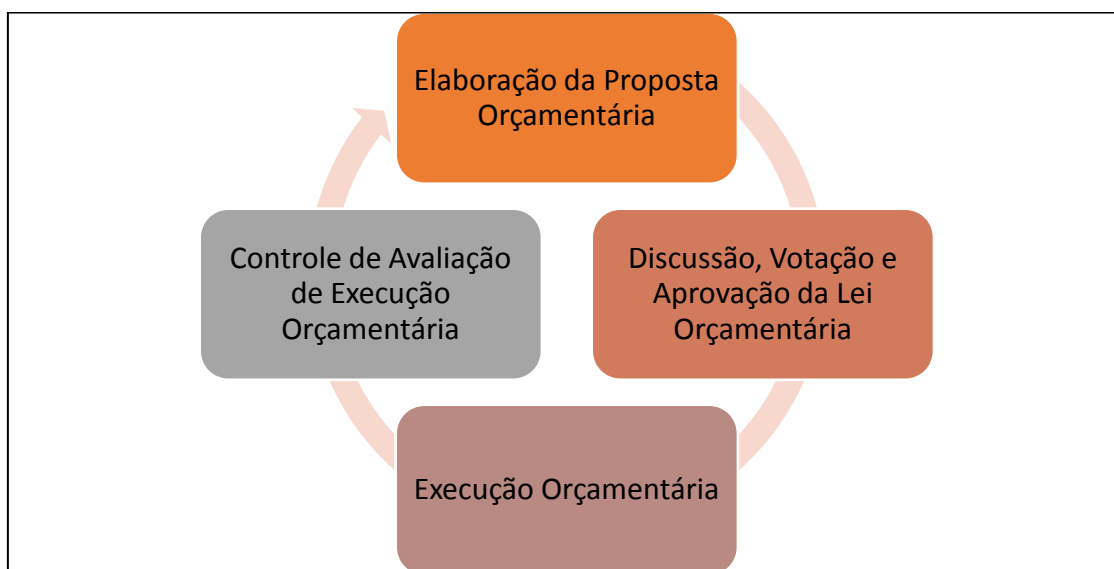 Elaboração da Proposta
Orçamentária
Discussão, Votação e
Aprovação da Lei
Orçamentária
Execução Orçamentária
Controle de Avaliação
de Execução
Orçamentária